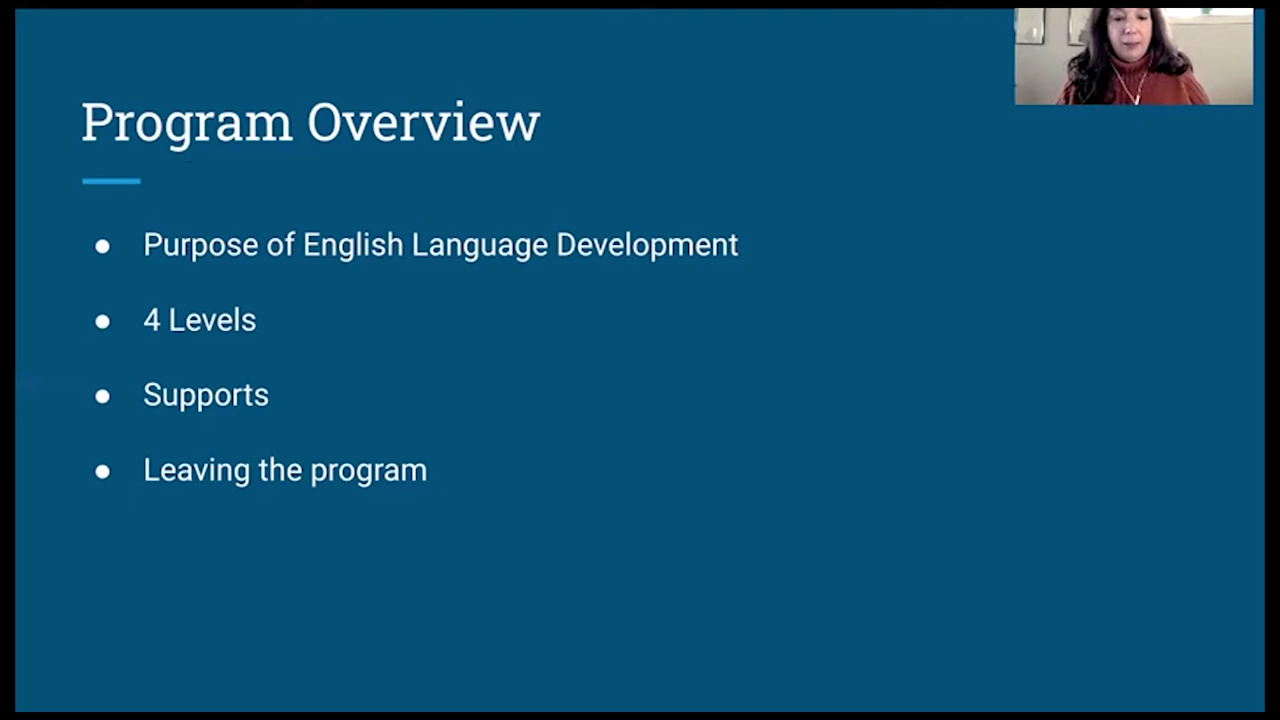 Program Overview
● Purpose of English Language Development
● 4 Levels
● Supports
● Leaving the program